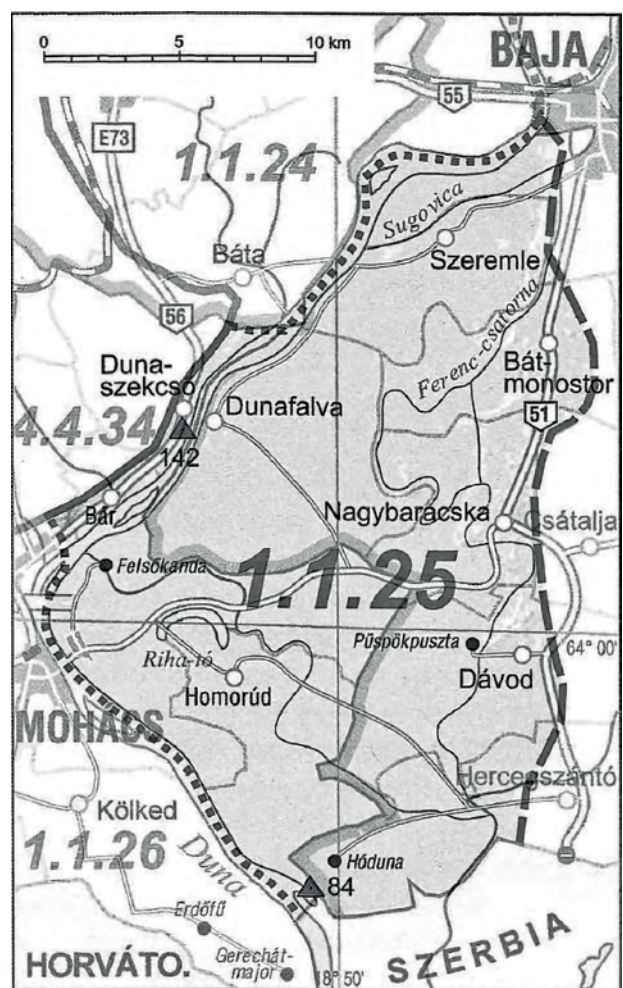 0 5 10 km
BAJA
55
E73
1.1.24
Sugovica
Báta
Szeremle
56
Ferenc-csatorna
Duna-
szekcső
Bát-
monostor
Dunafalva
51
4.4.34
142
Bár
Nagybaracska
Csátalja
Felsőkanda
1.1.25
Püspökpuszta
64° 00'
Riha-tó
Dávod
Homorúd
MOHÁCS
Hercegszántó
Kölked
1.1.26
Duna
Hóduna
84
Erdőfű
SZERBIA
Gerechát-
major
HORVÁTO.
18° 50'